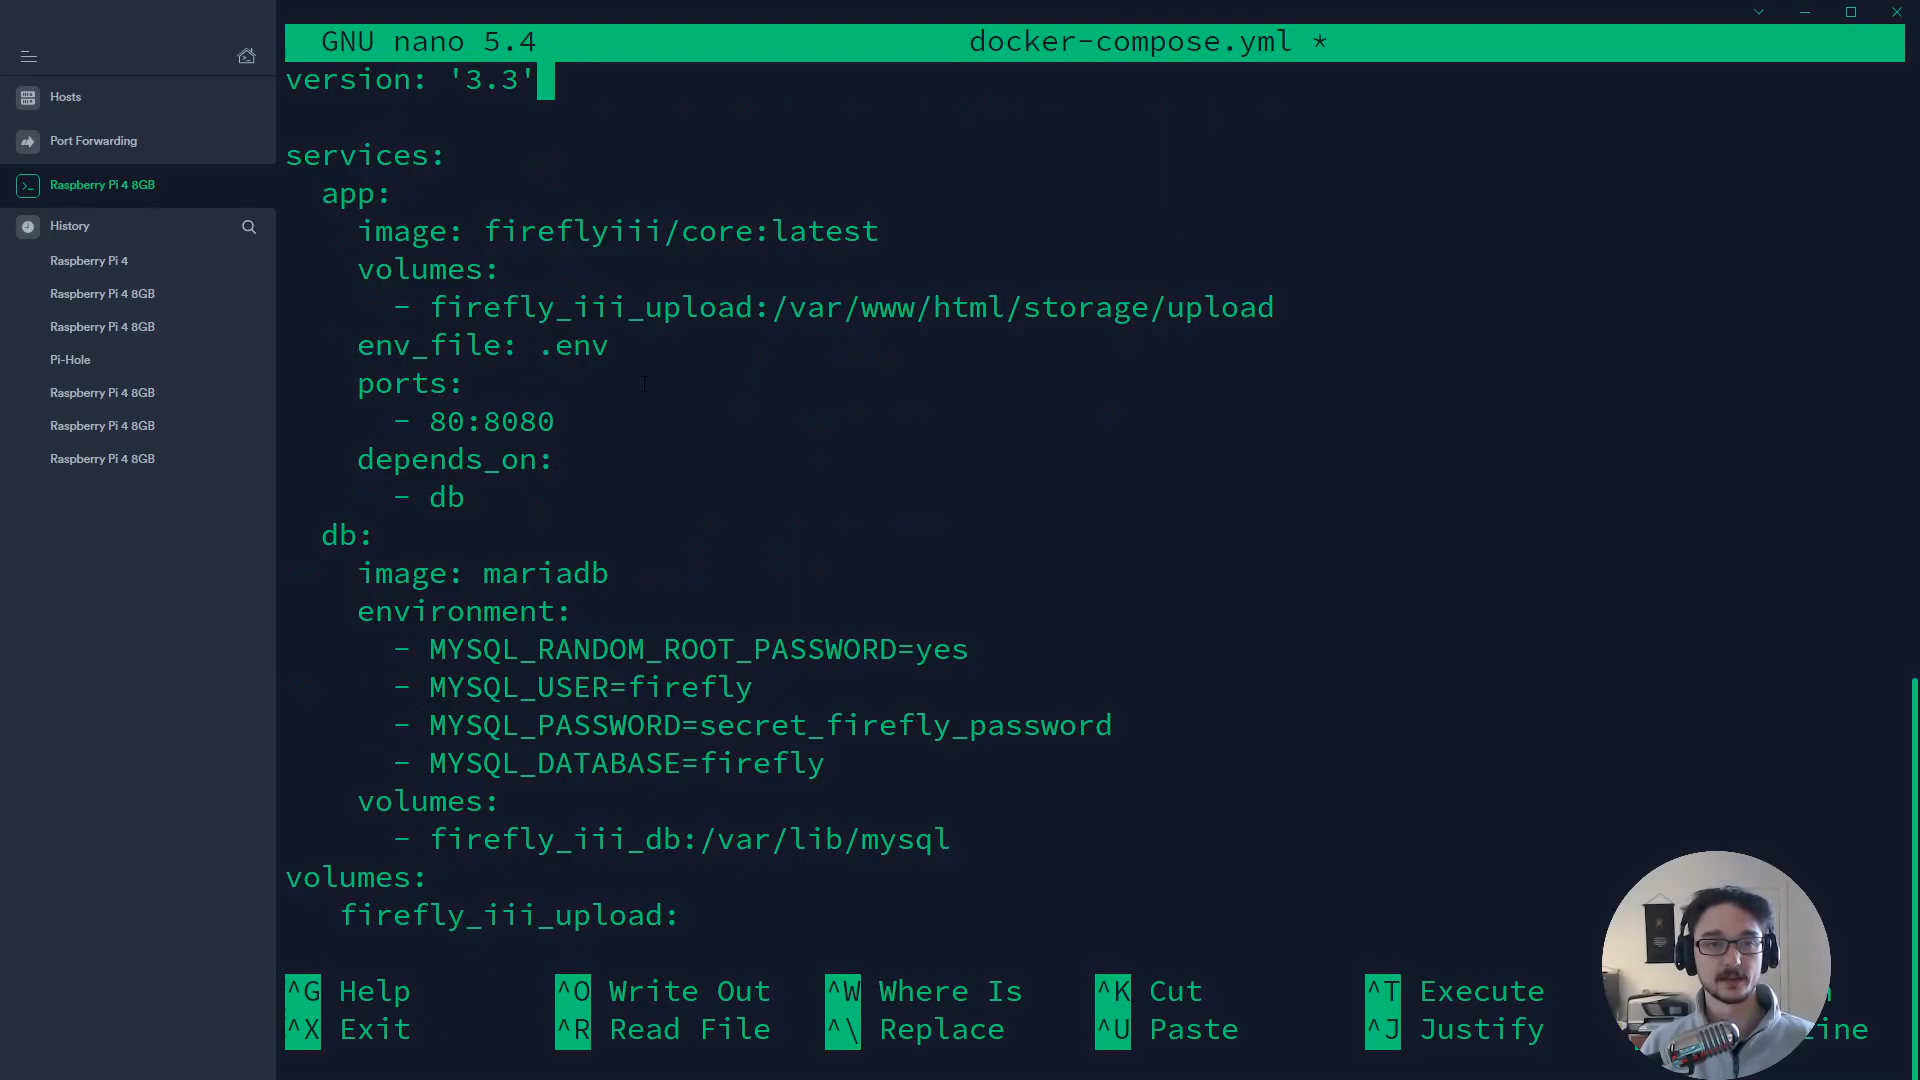 GNU nano 5.4 docker-compose.yml *
version: '3.3'
services:
app:
image: fireflyiii/core:latest
volumes:
- firefly_iii_upload:/var/www/html/storage/upload
env_file: .env
ports:
- 80:8080
depends_on:
- db
db:
image: mariadb
environment:
- MYSQL_RANDOM_ROOT_PASSWORD=yes
- MYSQL_USER=firefly
- MYSQL_PASSWORD=secret_firefly_password
- MYSQL_DATABASE=firefly
volumes:
- firefly_iii_db:/var/lib/mysql
volumes:
firefly_iii_upload:
^G Help ^O Write Out ^W Where Is ^K Cut ^T Execute
^X Exit ^R Read File ^\ Replace ^U Paste ^J Justify
Hosts
Port Forwarding
Raspberry Pi 4 8GB
History
Raspberry Pi 4
Raspberry Pi 4 8GB
Raspberry Pi 4 8GB
Pi-Hole
Raspberry Pi 4 8GB
Raspberry Pi 4 8GB
Raspberry Pi 4 8GB